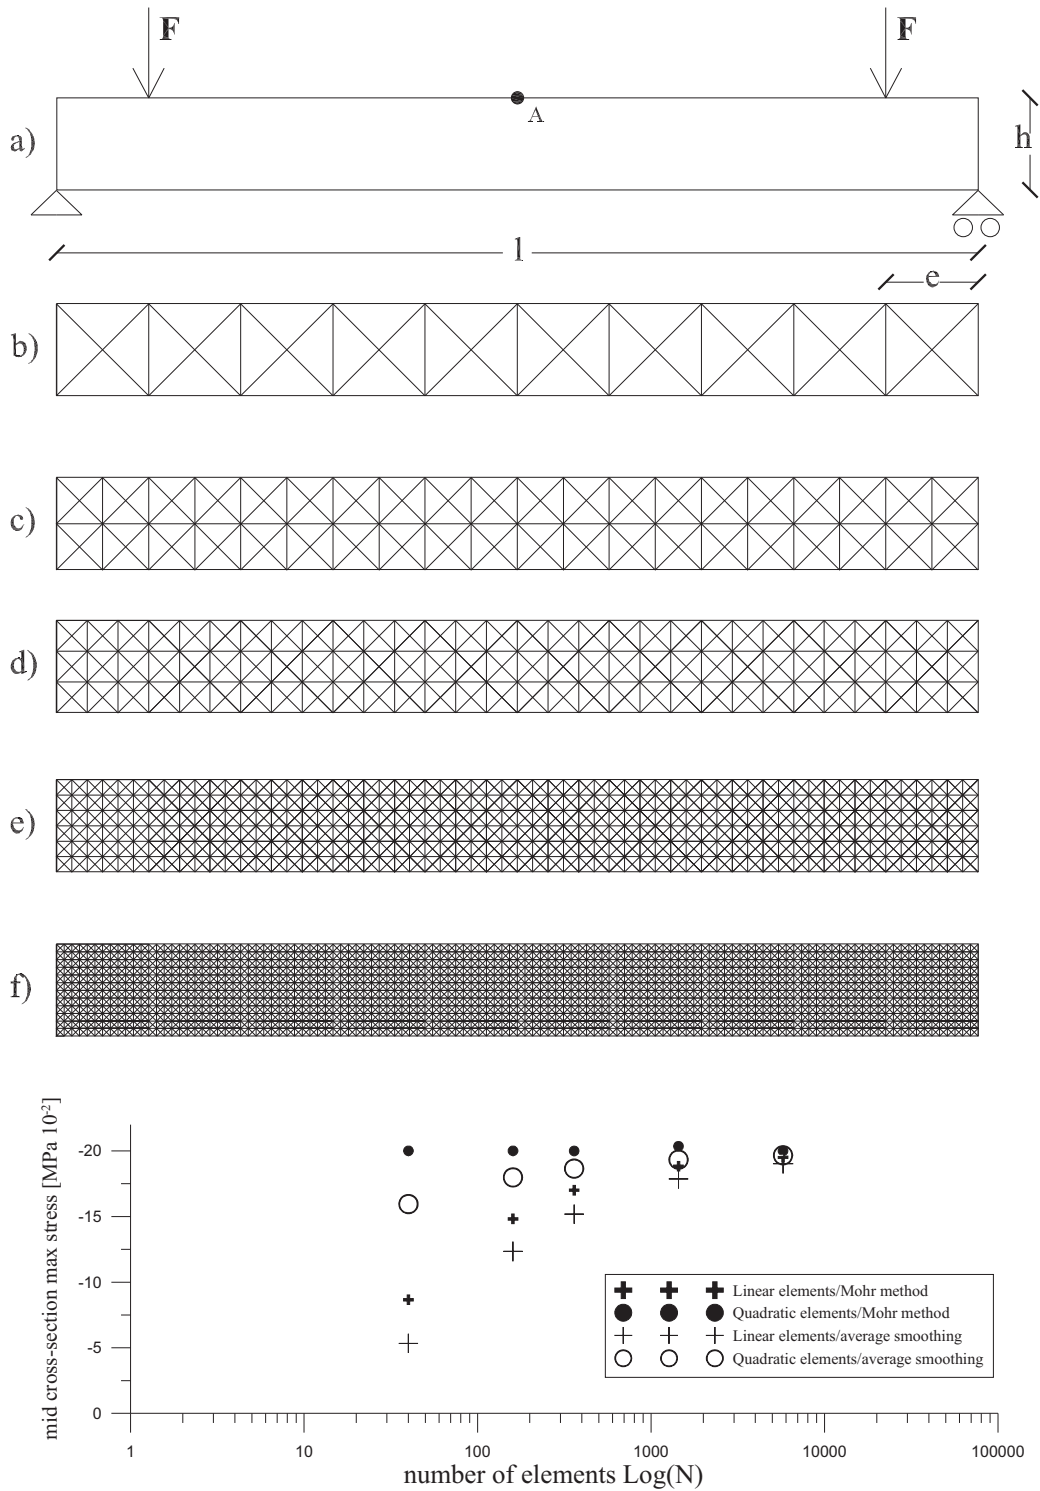 F
F
A
a)
h
l
e
b)
c)
d)
e)
f)
mid cross-section max stress [MPa 10⁻²]
-20
-15
-10
-5
0
Linear elements/Mohr method
Quadratic elements/Mohr method
Linear elements/average smoothing
Quadratic elements/average smoothing
1
10
100
1000
10000
100000
number of elements Log(N)